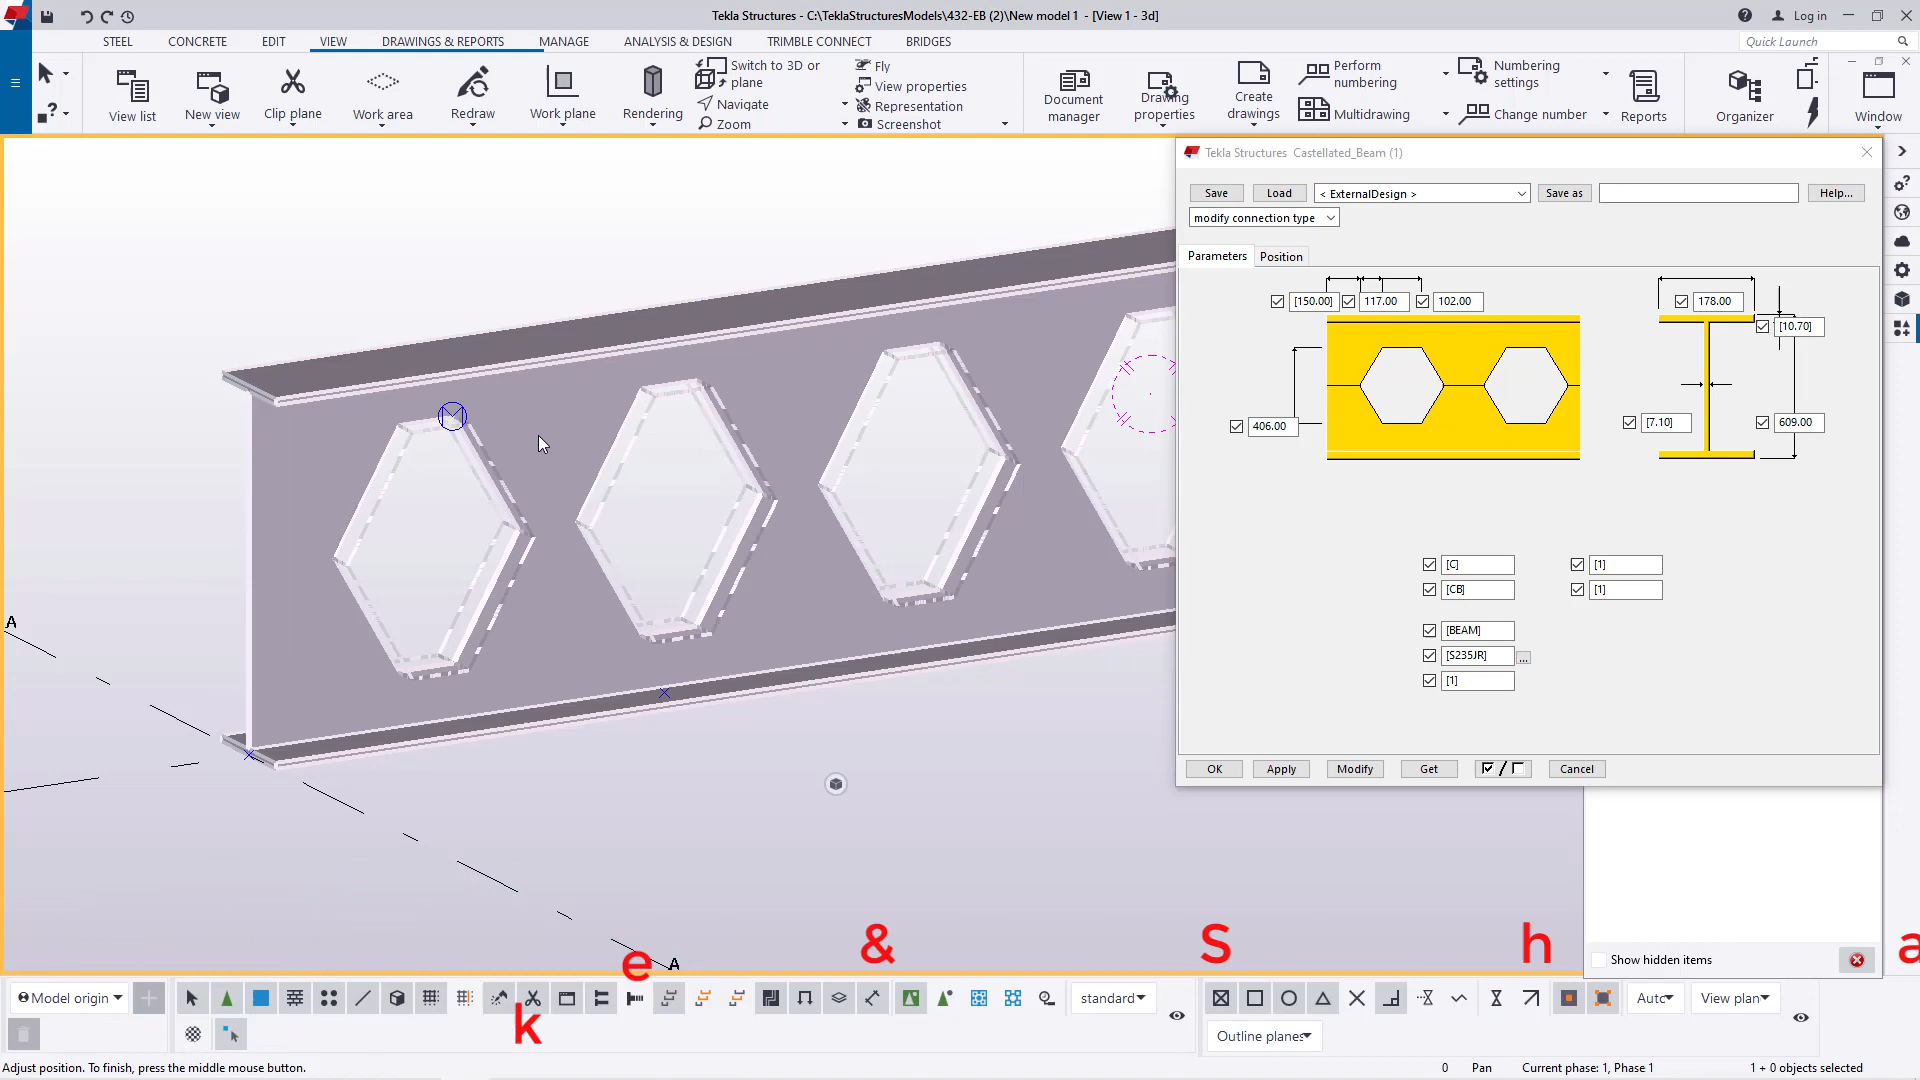 Tekla Structures - C:\TeklaStructuresModels\432-EB (2)\New model 1 - [View 1 - 3d]
Log in
STEEL CONCRETE EDIT VIEW DRAWINGS & REPORTS MANAGE ANALYSIS & DESIGN TRIMBLE CONNECT BRIDGES
Quick Launch
View list
New view
Clip plane
Work area
Redraw
Work plane
Rendering
Switch to 3D or plane
Navigate
Zoom
Fly
View properties
Representation
Screenshot
Document manager
Drawing properties
Create drawings
Perform numbering
Multidrawing
Numbering settings
Change number
Reports
Organizer
Window
Tekla Structures Castellated_Beam (1)
Save Load < ExternalDesign > Save as Help...
modify connection type
Parameters Position
[150.00] 117.00 102.00 178.00
[10.70]
406.00 [7.10] 609.00
[C] [1]
[CB] [1]
[BEAM]
[S235JR] ...
[1]
OK Apply Modify Get / Cancel
A
A
k e & S h a
Show hidden items
Model origin
standard
Auto
View plan
Outline planes
Adjust position. To finish, press the middle mouse button.
0 Pan Current phase: 1, Phase 1 1 + 0 objects selected